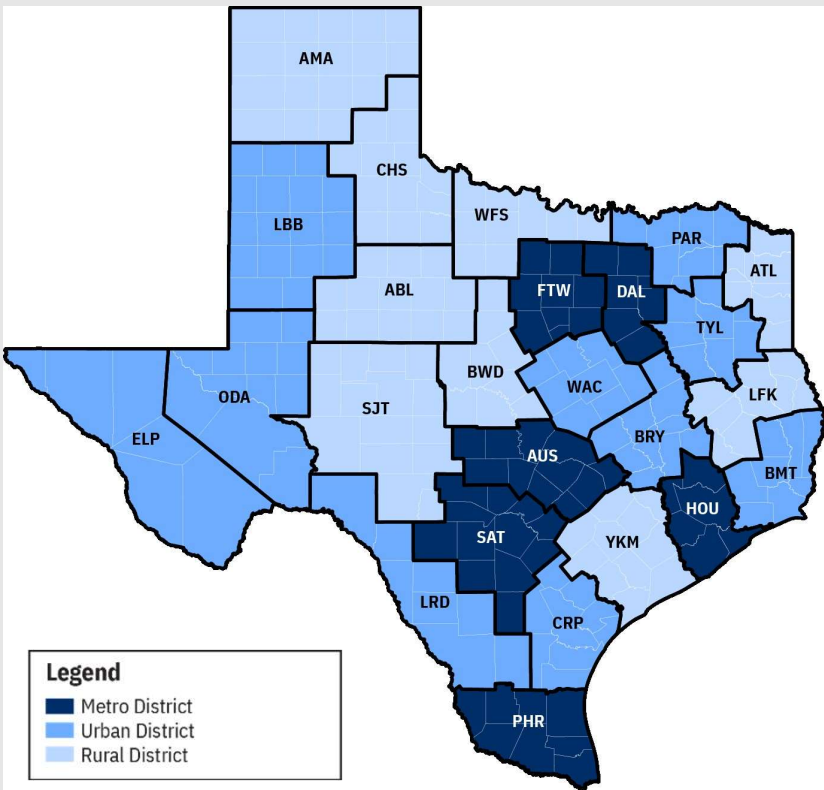 AMA
CHS
LBB
WFS
PAR
ATL
ABL
FTW
DAL
TYL
BWD
WAC
ODA
SJT
LFK
ELP
BRY
AUS
BMT
HOU
SAT
YKM
LRD
CRP
PHR
Legend
Metro District
Urban District
Rural District